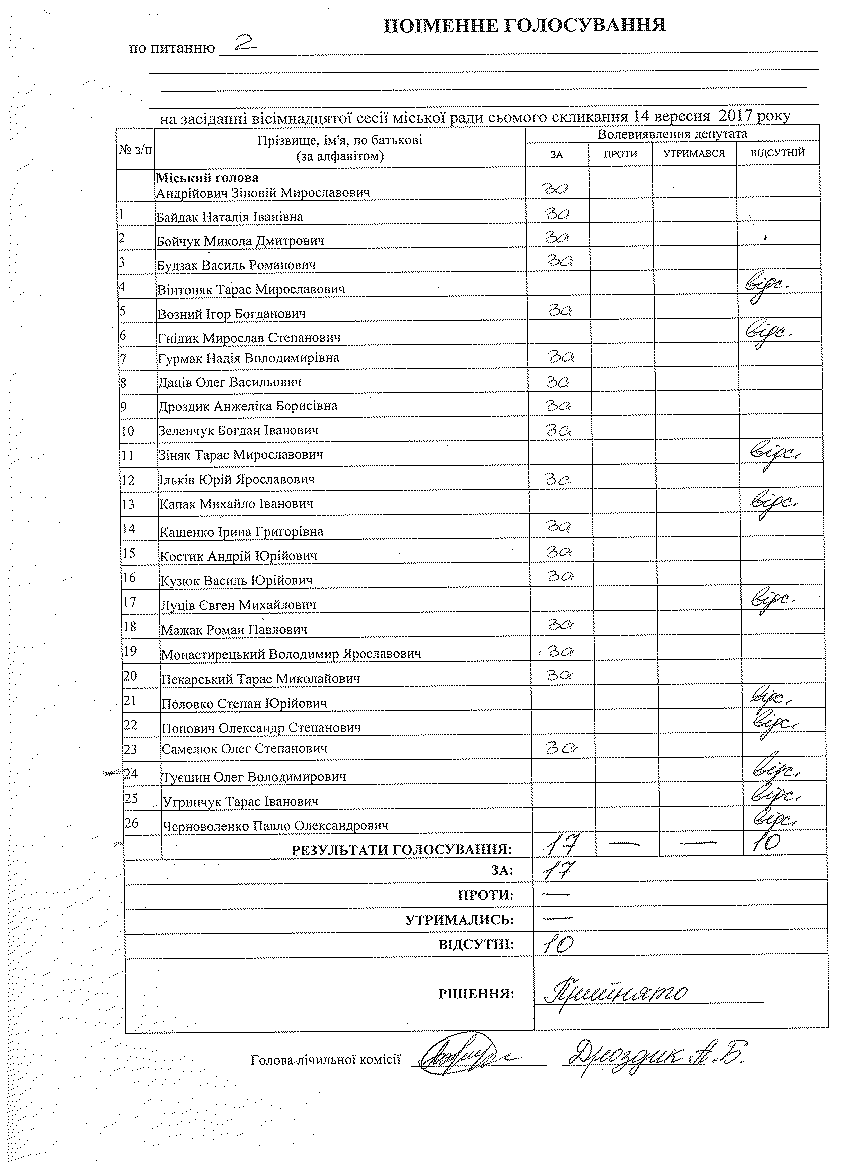 ПОІМЕННЕ ГОЛОСУВАННЯ
по питанню 2
на засіданні вісімнадцятої сесії міської ради сьомого скликання 14 вересня 2017 року
№ з/п Прізвище, ім'я, по батькові (за алфавітом) Волевиявлення депутата
ЗА ПРОТИ УТРИМАВСЯ ВІДСУТНІЙ
Міський голова
Андрійович Зіновій Мирославович за
1 Байдак Наталія Іванівна за
2 Бойчук Микола Дмитрович за
3 Будзак Василь Романович за
4 Вінтоняк Тарас Мирославович відс.
5 Возний Ігор Богданович за
6 Гнідик Мирослав Степанович відс.
7 Гурмак Надія Володимирівна за
8 Даців Олег Васильович за
9 Дроздик Анжеліка Борисівна за
10 Зеленчук Богдан Іванович за
11 Зіняк Тарас Мирославович відс.
12 Ільків Юрій Ярославович за
13 Капак Михайло Іванович відс.
14 Кащенко Ірина Григорівна за
15 Костик Андрій Юрійович за
16 Кузюк Василь Юрійович за
17 Луців Євген Михайлович відс.
18 Мажак Роман Павлович за
19 Монастирецький Володимир Ярославович за
20 Пекарський Тарас Миколайович за
21 Половко Степан Юрійович відс.
22 Попович Олександр Степанович відс.
23 Самелюк Олег Степанович за
24 Туєшин Олег Володимирович відс.
25 Угринчук Тарас Іванович відс.
26 Черноволенко Павло Олександрович відс.
РЕЗУЛЬТАТИ ГОЛОСУВАННЯ: 17 — — 10
ЗА: 17
ПРОТИ: —
УТРИМАЛИСЬ: —
ВІДСУТНІ: 10
РІШЕННЯ: Прийнято
Голова лічильної комісії Дроздик А.Б.